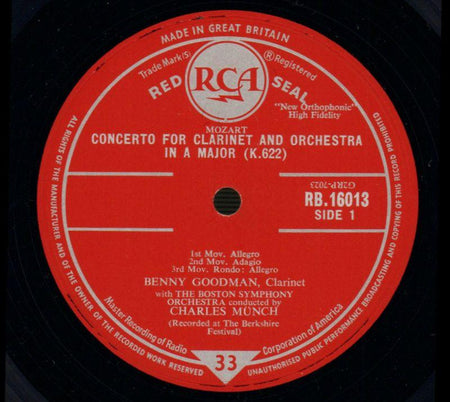 MADE IN GREAT BRITAIN
Trade Mark(S)
®Registered
RCA
RED SEAL
"New Orthophonic"
High Fidelity
MOZART
CONCERTO FOR CLARINET AND ORCHESTRA
IN A MAJOR (K.622)
G2RP-7023
RB.16013
SIDE 1
1st Mov. Allegro
2nd Mov. Adagio
3rd Mov. Rondo: Allegro
BENNY GOODMAN, Clarinet
with THE BOSTON SYMPHONY
ORCHESTRA conducted by
CHARLES MÜNCH
(Recorded at The Berkshire
Festival)
Master Recording of Radio
Corporation of America
33
ALL RIGHTS OF THE MANUFACTURER AND OF THE OWNER OF THE RECORDED WORK RESERVED
UNAUTHORISED PUBLIC PERFORMANCE BROADCASTING AND COPYING OF THIS RECORD PROHIBITED